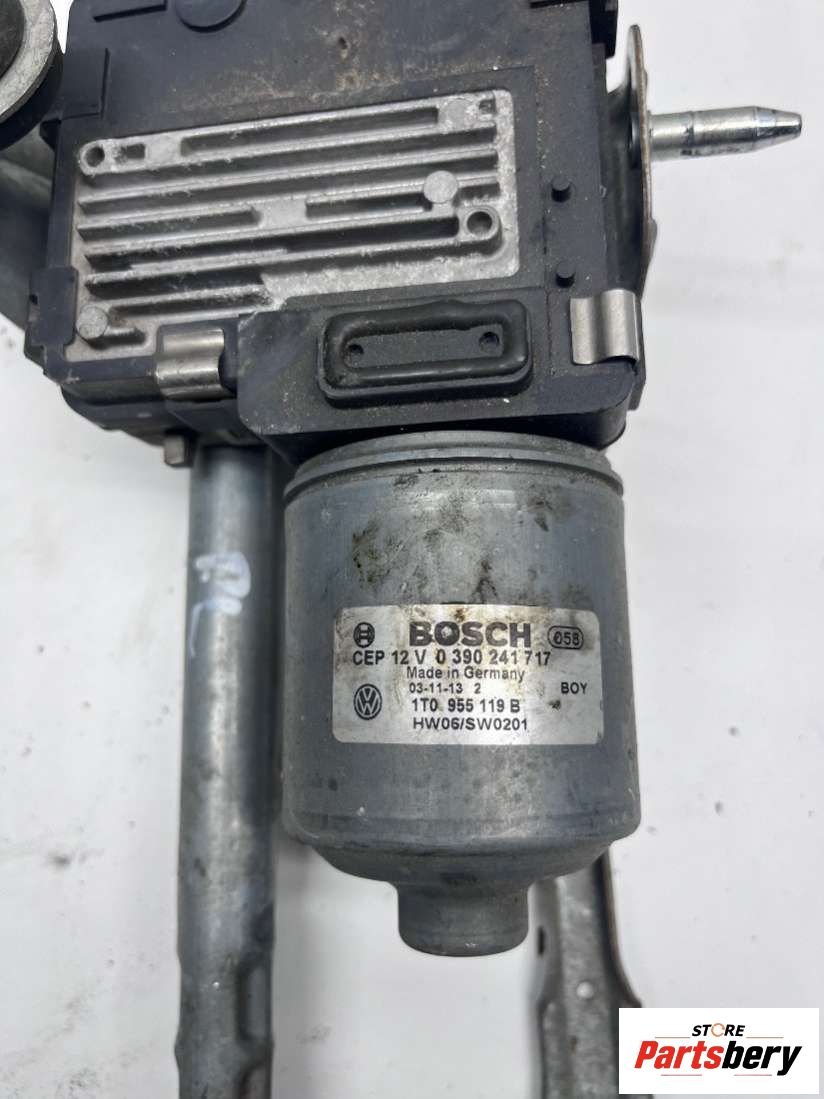 BOSCH 058
CEP 12 V 0 390 241 717
Made in Germany
03-11-13 2 BOY
1T0 955 119 B
HW06/SW0201
STORE
Partsbery